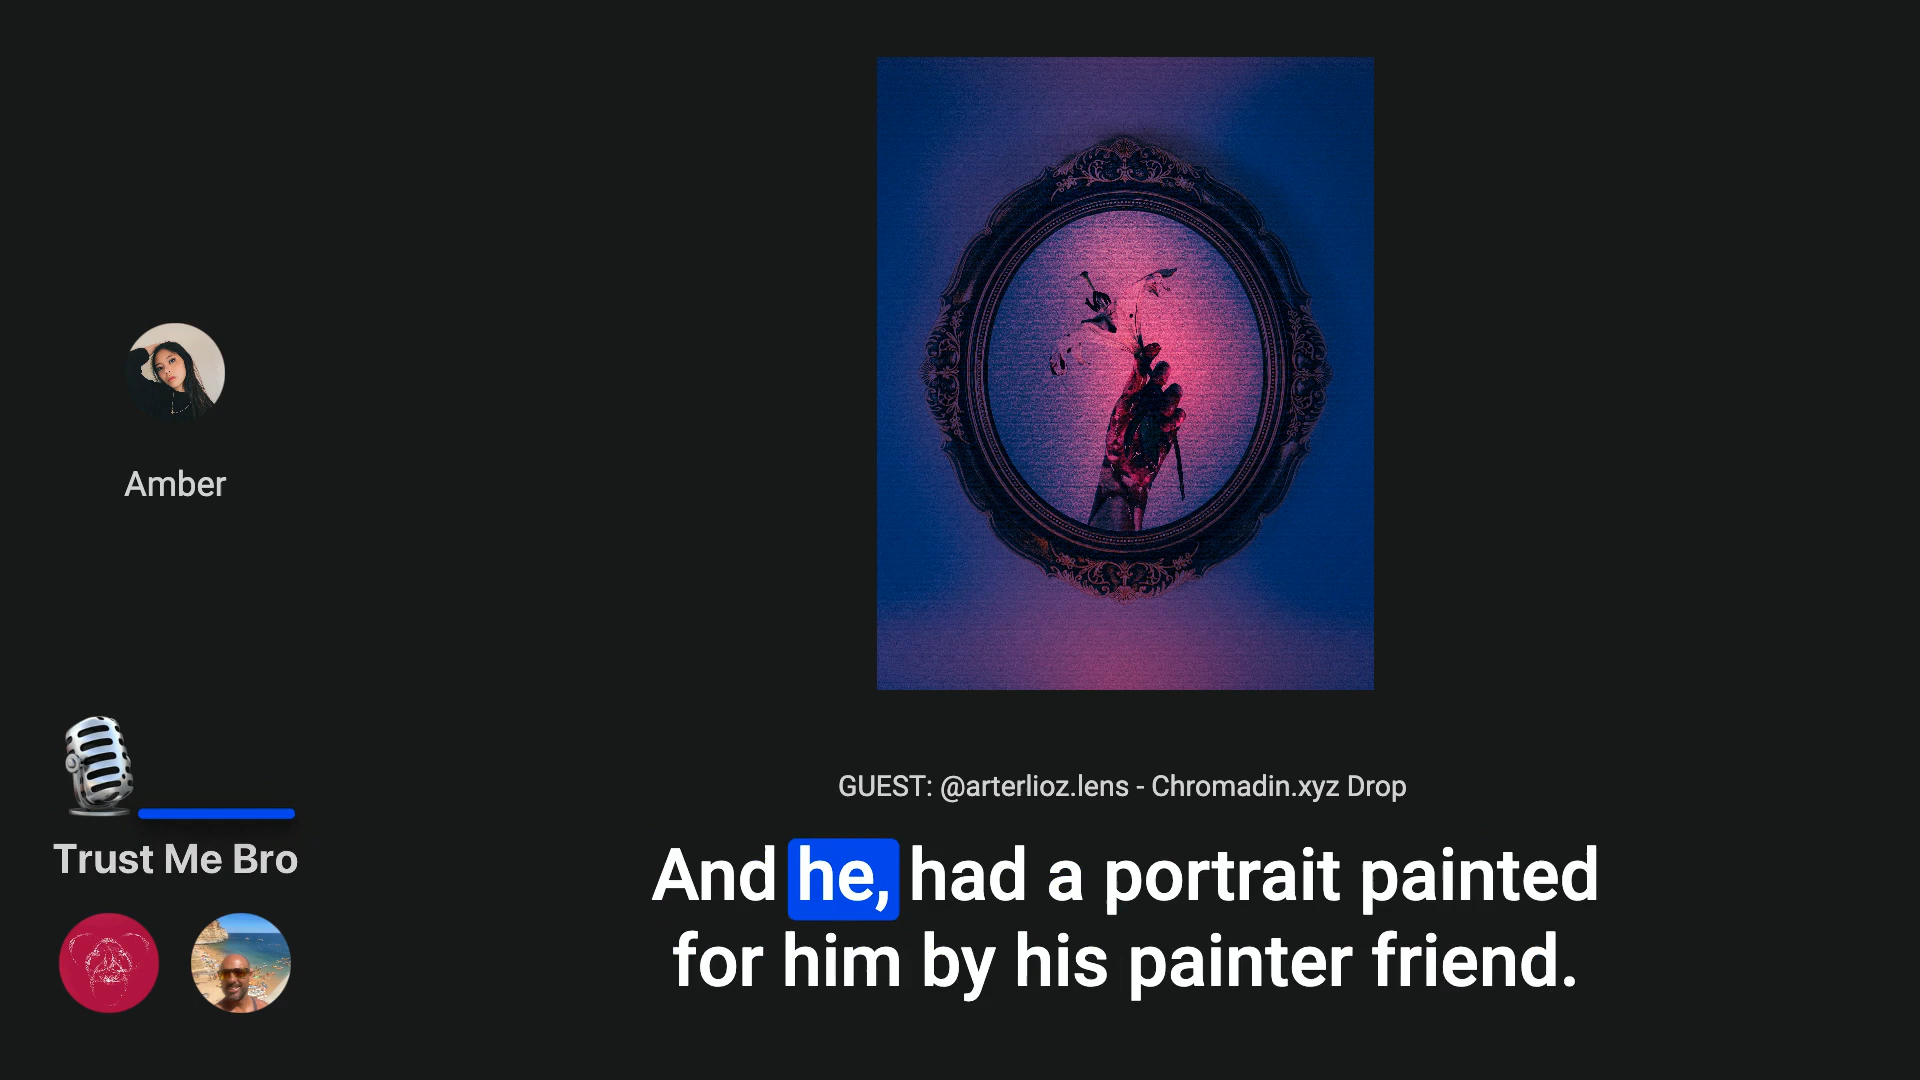 Amber
Trust Me Bro
GUEST: @arterlioz.lens - Chromadin.xyz Drop
And he, had a portrait painted
for him by his painter friend.